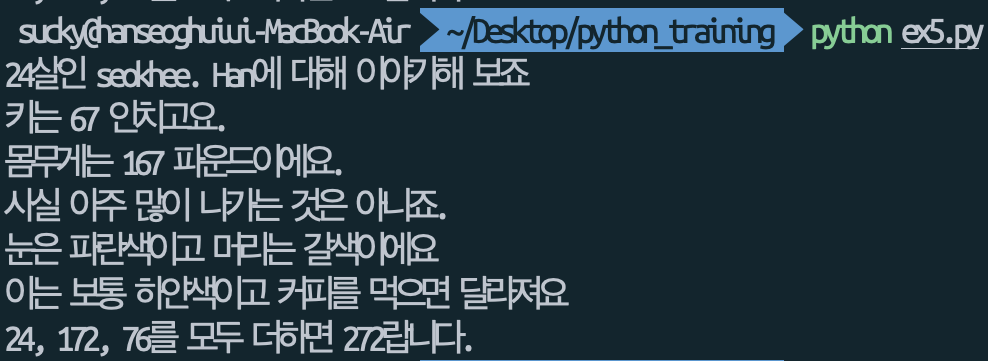 sucky@hanseoghuiui-MacBook-Air ~/Desktop/python_training python ex5.py
24살인 seokhee. Han에 대해 이야기해 보죠
키는 67 인치고요.
몸무게는 167 파운드이에요.
사실 아주 많이 나가는 것은 아니죠.
눈은 파란색이고 머리는 갈색이에요
이는 보통 하얀색이고 커피를 먹으면 달라져요
24, 172, 76를 모두 더하면 272랍니다.